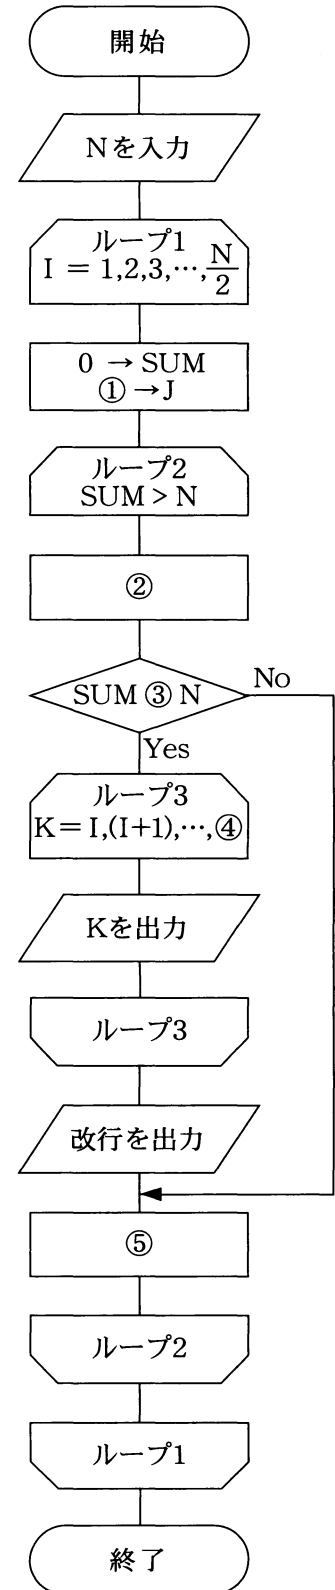 開始
Nを入力
ループ1
I = 1,2,3,…,N/2
0 → SUM
① → J
ループ2
SUM > N
②
SUM ③ N
No
Yes
ループ3
K = I,(I+1),…,④
Kを出力
ループ3
改行を出力
⑤
ループ2
ループ1
終了